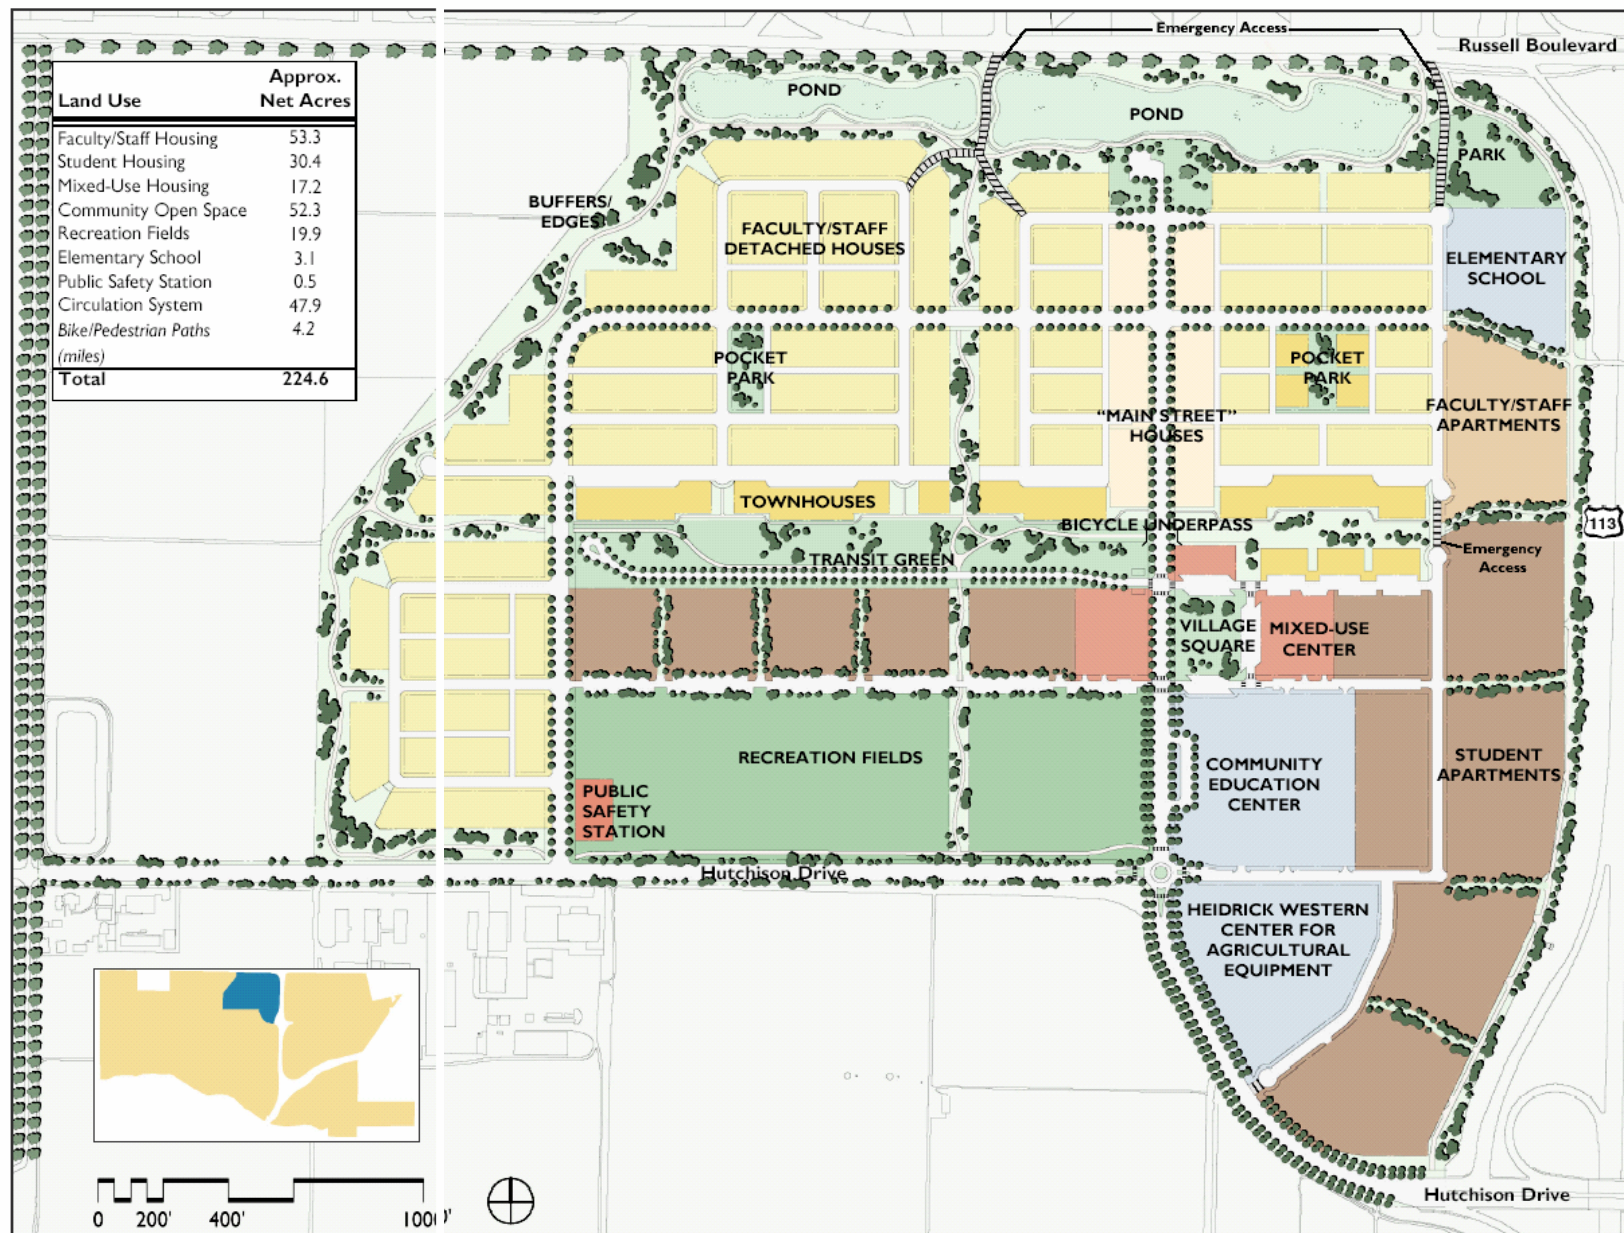 Emergency Access
Russell Boulevard
Approx.
Land Use Net Acres
Faculty/Staff Housing 53.3
Student Housing 30.4
Mixed-Use Housing 17.2
Community Open Space 52.3
Recreation Fields 19.9
Elementary School 3.1
Public Safety Station 0.5
Circulation System 47.9
Bike/Pedestrian Paths 4.2
(miles)
Total 224.6
POND
POND
PARK
BUFFERS/
EDGES
FACULTY/STAFF
DETACHED HOUSES
ELEMENTARY
SCHOOL
POCKET
PARK
POCKET
PARK
"MAIN STREET"
HOUSES
FACULTY/STAFF
APARTMENTS
TOWNHOUSES
BICYCLE UNDERPASS
113
TRANSIT GREEN
Emergency
Access
VILLAGE
SQUARE
MIXED-USE
CENTER
RECREATION FIELDS
COMMUNITY
EDUCATION
CENTER
STUDENT
APARTMENTS
PUBLIC
SAFETY
STATION
Hutchison Drive
HEIDRICK WESTERN
CENTER FOR
AGRICULTURAL
EQUIPMENT
Hutchison Drive
0 200' 400' 1000'